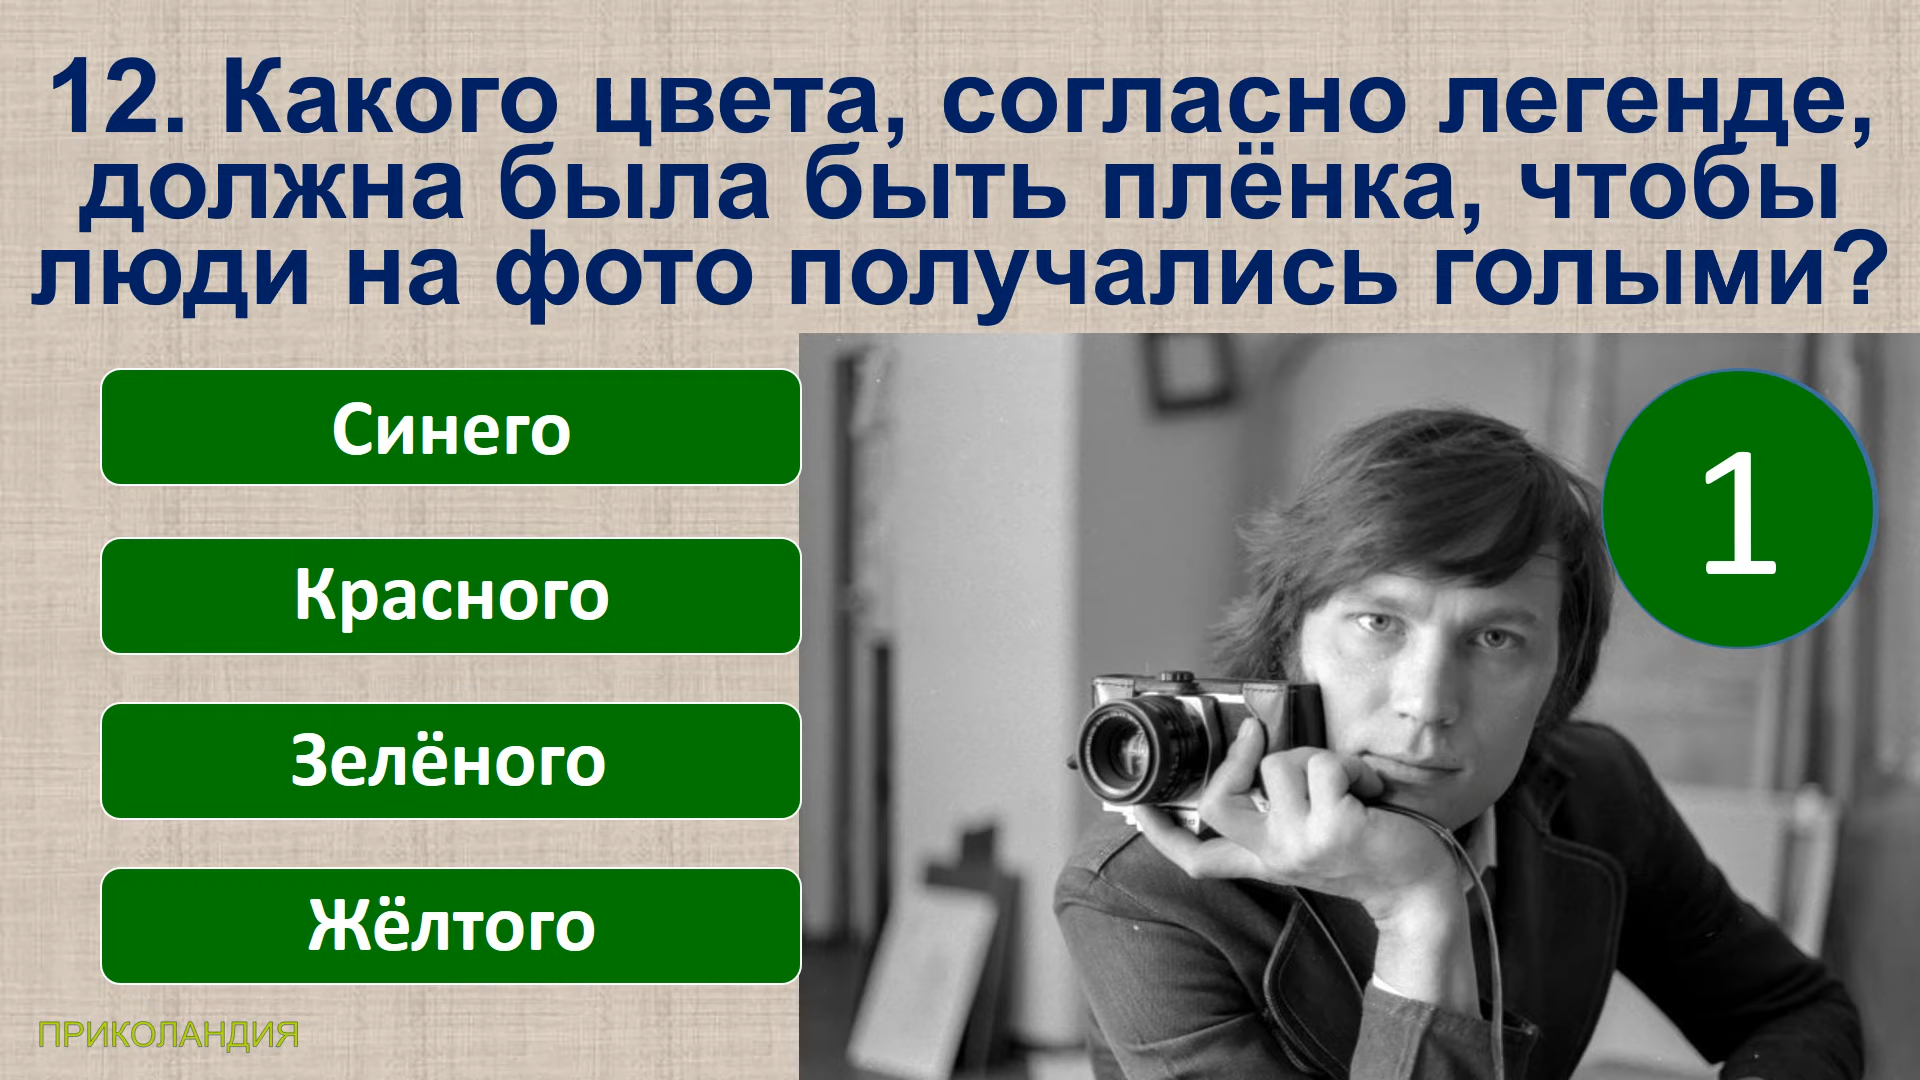 12. Какого цвета, согласно легенде,
должна была быть плёнка, чтобы
люди на фото получались голыми?
Синего
Красного
Зелёного
Жёлтого
1
ПРИКОЛАНДИЯ